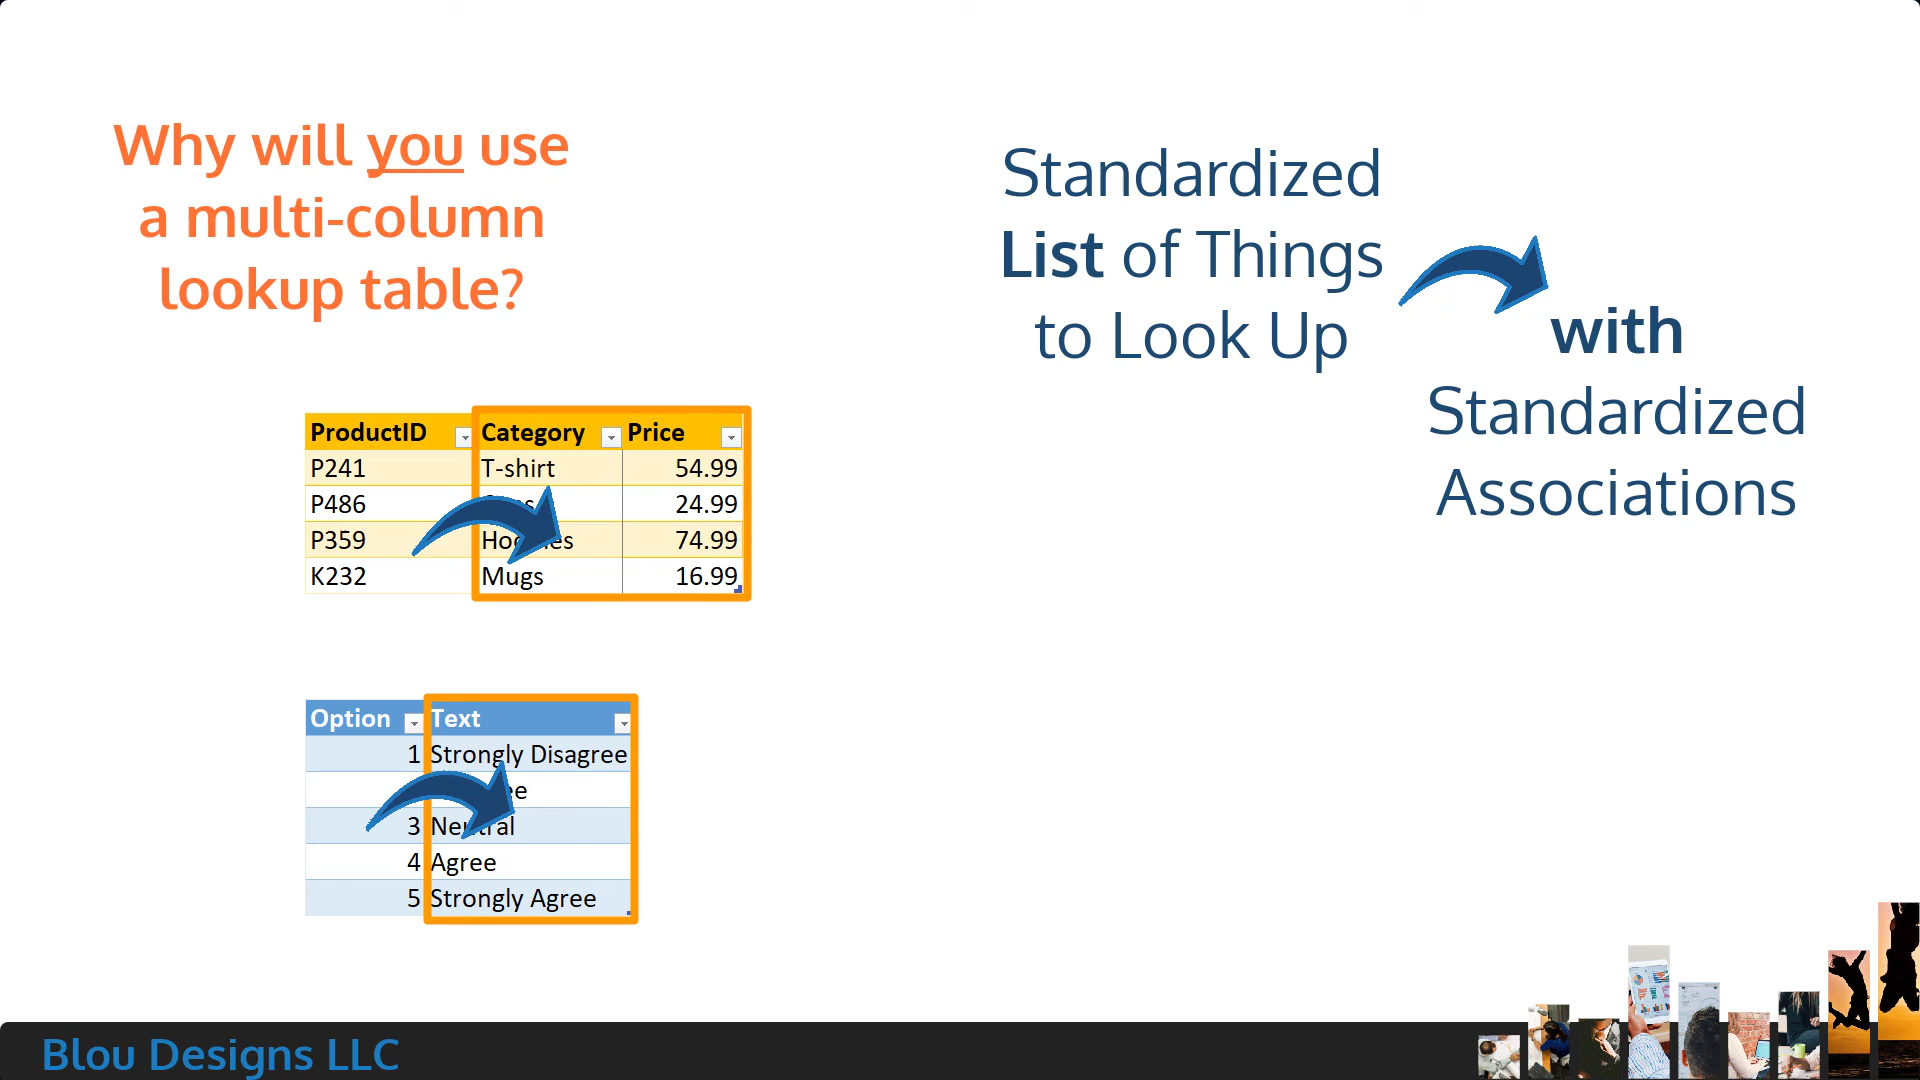 Why will you use
a multi-column
lookup table?
Standardized
List of Things
to Look Up
with
Standardized
Associations
ProductID Category Price
P241 T-shirt 54.99
P486 24.99
P359 74.99
K232 Mugs 16.99
Option Text
1 Strongly Disagree
3 Neutral
4 Agree
5 Strongly Agree
Blou Designs LLC